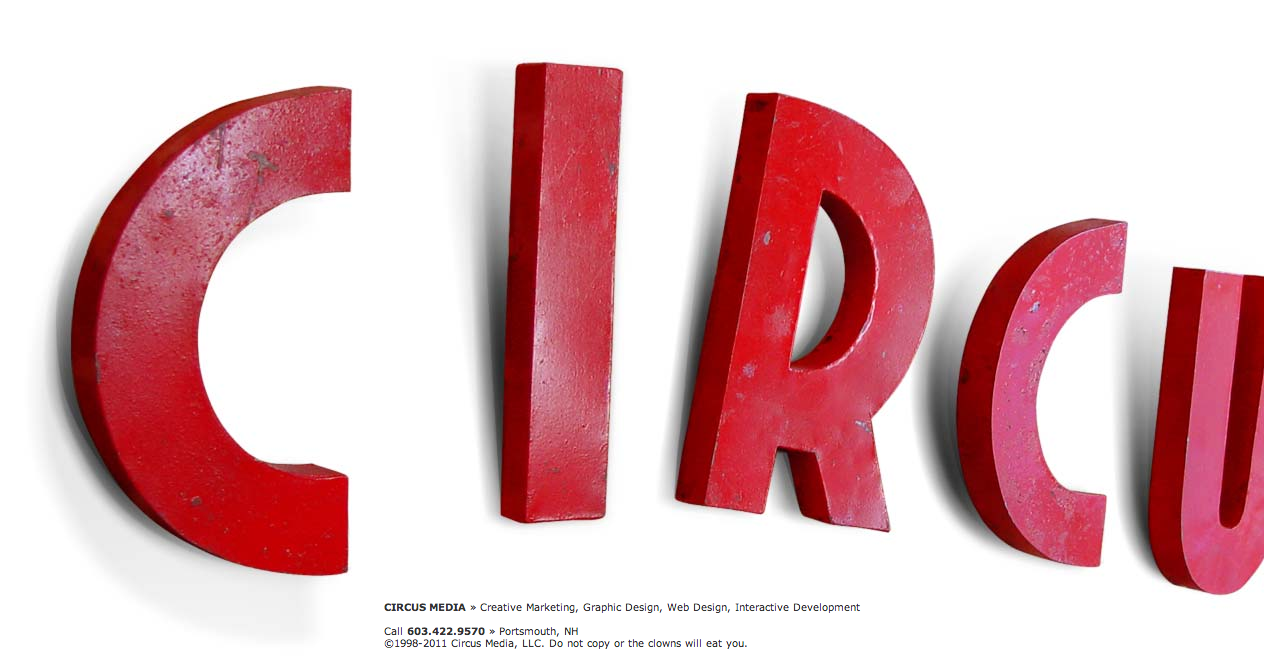 CIRCU
CIRCUS MEDIA » Creative Marketing, Graphic Design, Web Design, Interactive Development
Call 603.422.9570 » Portsmouth, NH
©1998-2011 Circus Media, LLC. Do not copy or the clowns will eat you.